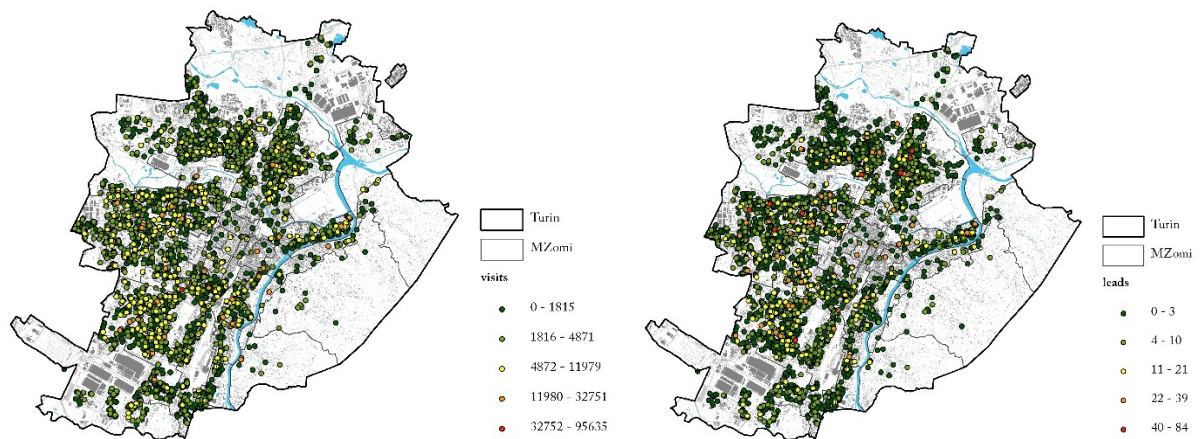 Turin
MZomi
visits
0 - 1815
1816 - 4871
4872 - 11979
11980 - 32751
32752 - 95635
Turin
MZomi
leads
0 - 3
4 - 10
11 - 21
22 - 39
40 - 84